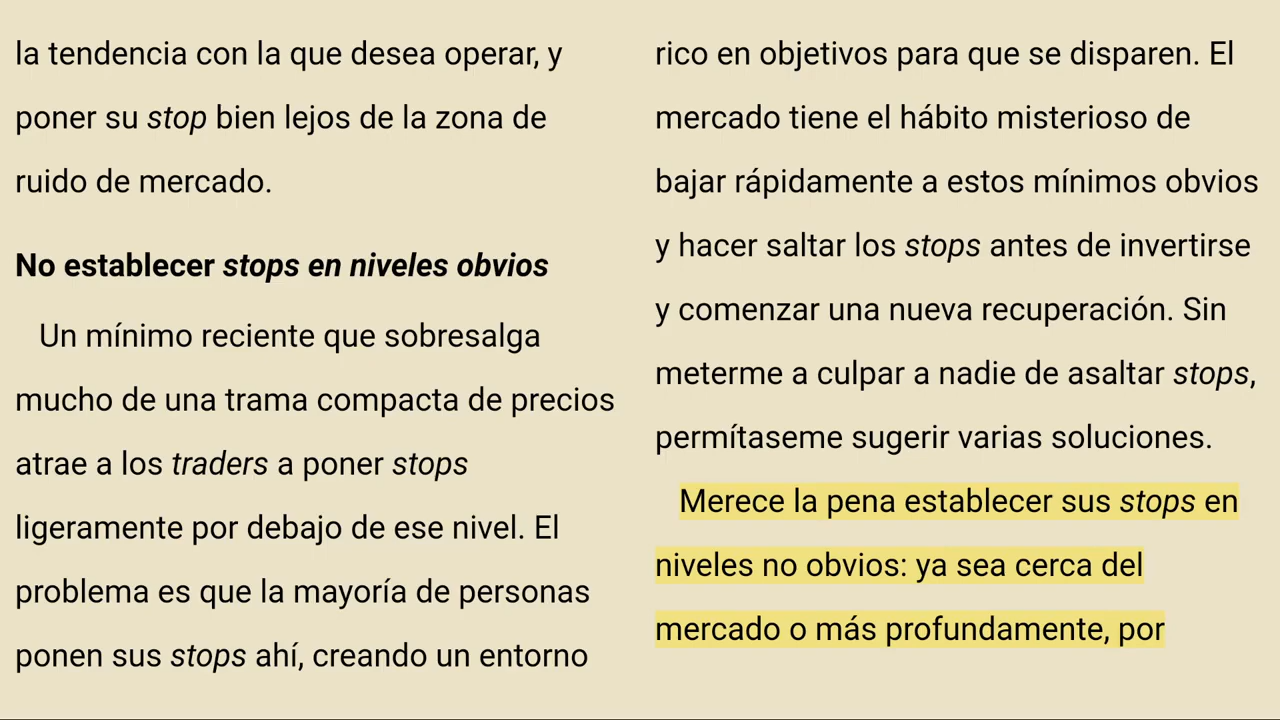 la tendencia con la que desea operar, y
poner su stop bien lejos de la zona de
ruido de mercado.
No establecer stops en niveles obvios
Un mínimo reciente que sobresalga
mucho de una trama compacta de precios
atrae a los traders a poner stops
ligeramente por debajo de ese nivel. El
problema es que la mayoría de personas
ponen sus stops ahí, creando un entorno
rico en objetivos para que se disparen. El
mercado tiene el hábito misterioso de
bajar rápidamente a estos mínimos obvios
y hacer saltar los stops antes de invertirse
y comenzar una nueva recuperación. Sin
meterme a culpar a nadie de asaltar stops,
permítaseme sugerir varias soluciones.
Merece la pena establecer sus stops en
niveles no obvios: ya sea cerca del
mercado o más profundamente, por